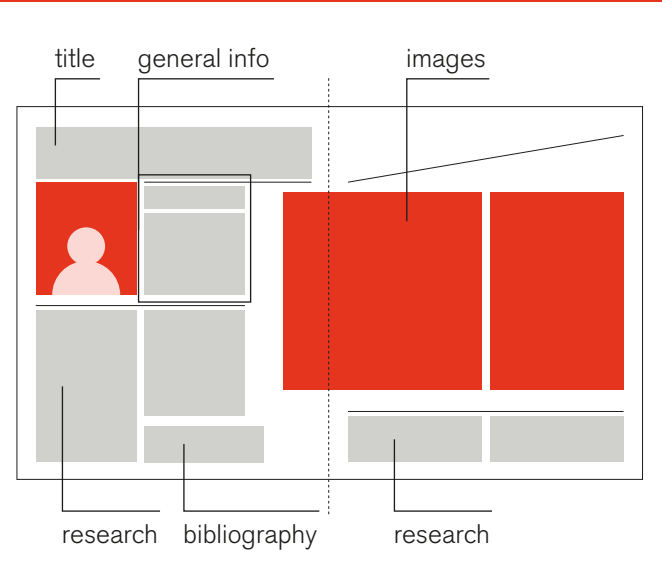 title
general info
images
research
bibliography
research